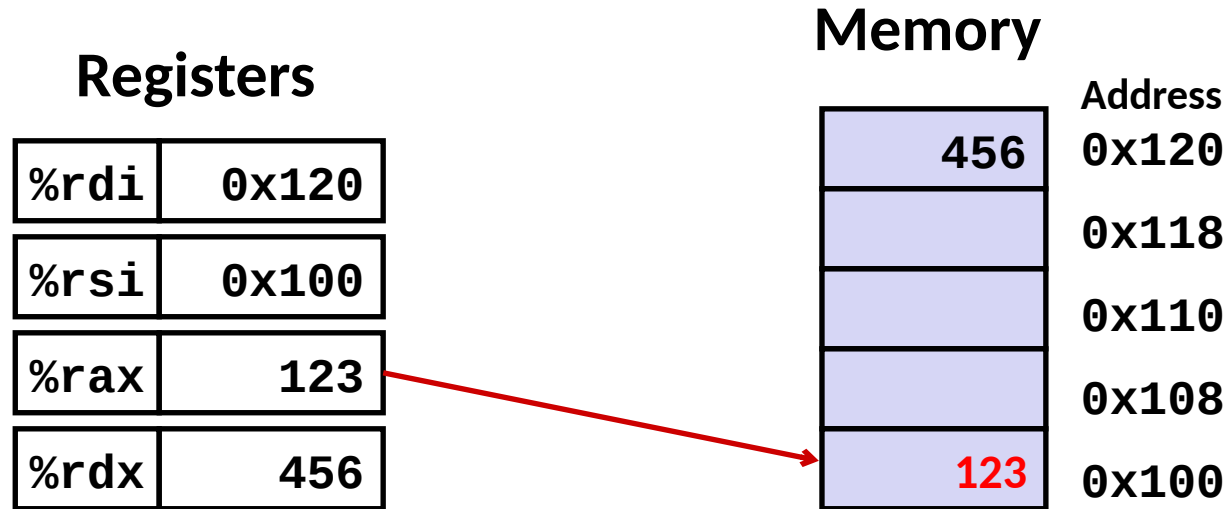 Registers
%rdi 0x120
%rsi 0x100
%rax 123
%rdx 456
Memory
Address
456 0x120
0x118
0x110
0x108
123 0x100